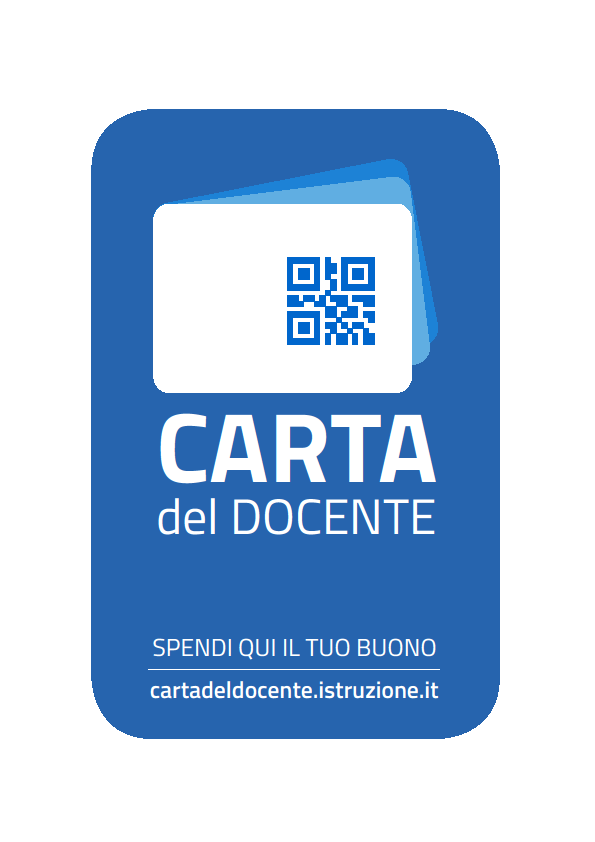 CARTA
del DOCENTE
SPENDI QUI IL TUO BUONO
cartadeldocente.istruzione.it